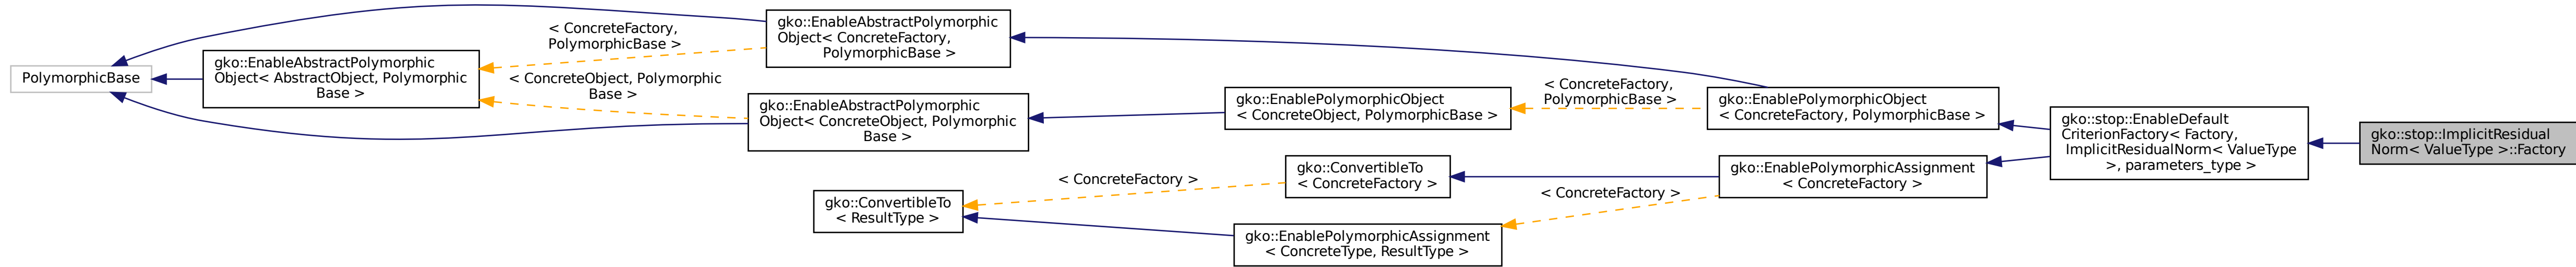 PolymorphicBase
gko::EnableAbstractPolymorphic
Object< AbstractObject, Polymorphic
Base >
< ConcreteFactory,
PolymorphicBase >
< ConcreteObject, Polymorphic
Base >
gko::EnableAbstractPolymorphic
Object< ConcreteFactory,
PolymorphicBase >
gko::EnableAbstractPolymorphic
Object< ConcreteObject, Polymorphic
Base >
gko::ConvertibleTo
< ResultType >
< ConcreteFactory >
gko::EnablePolymorphicObject
< ConcreteObject, PolymorphicBase >
gko::ConvertibleTo
< ConcreteFactory >
gko::EnablePolymorphicAssignment
< ConcreteType, ResultType >
< ConcreteFactory,
PolymorphicBase >
< ConcreteFactory >
gko::EnablePolymorphicObject
< ConcreteFactory, PolymorphicBase >
gko::EnablePolymorphicAssignment
< ConcreteFactory >
gko::stop::EnableDefault
CriterionFactory< Factory,
ImplicitResidualNorm< ValueType
>, parameters_type >
gko::stop::ImplicitResidual
Norm< ValueType >::Factory